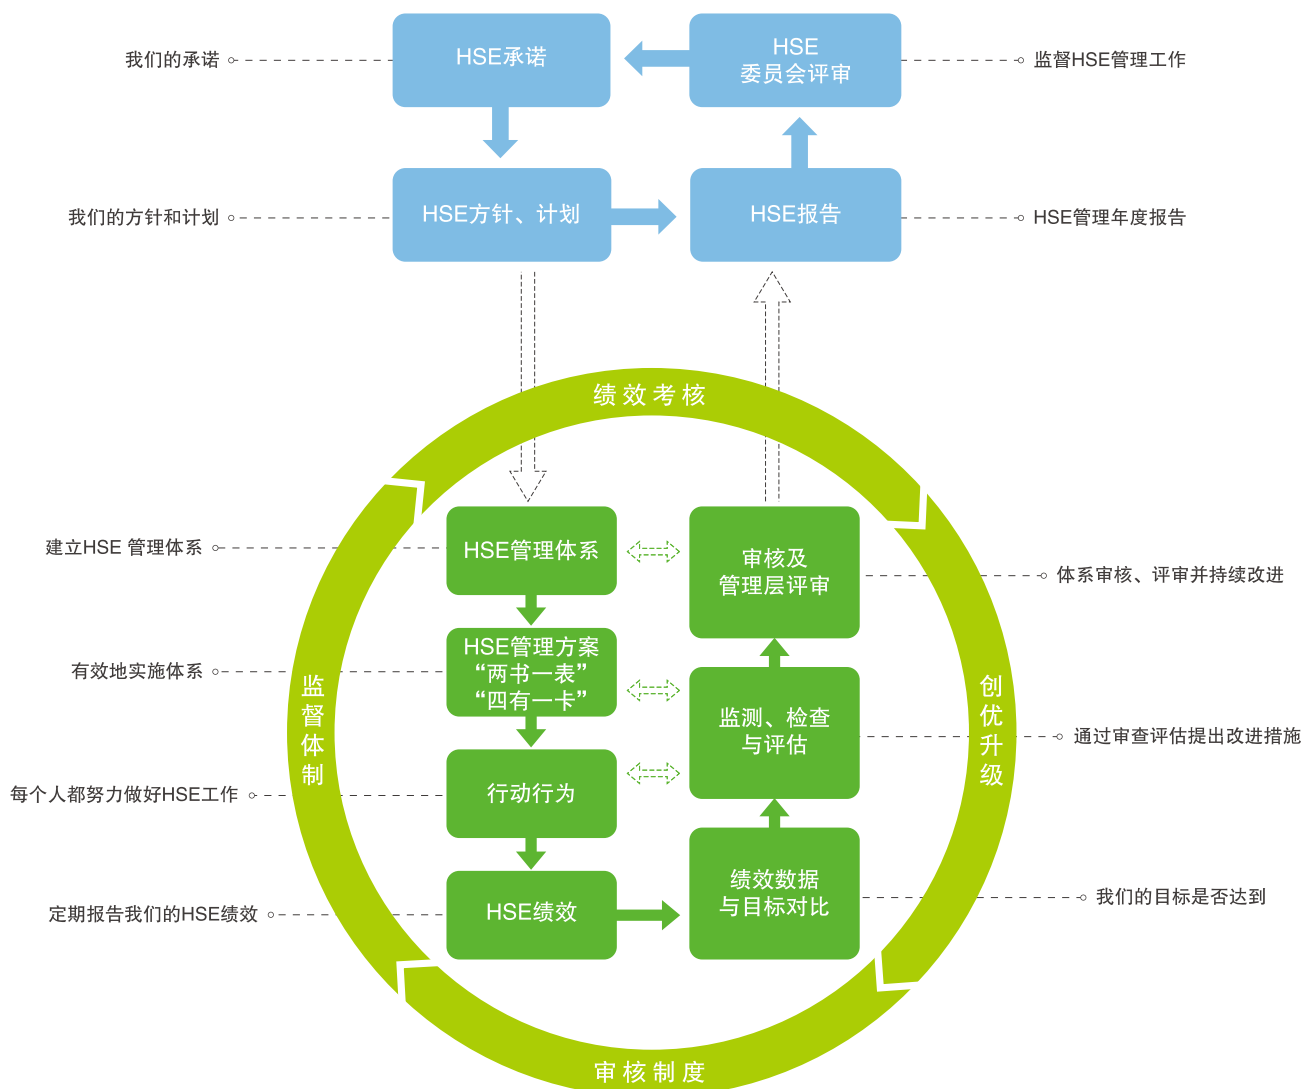 我们的承诺
HSE承诺
HSE
委员会评审
监督HSE管理工作
我们的方针和计划
HSE方针、计划
HSE报告
HSE管理年度报告
绩效考核
建立HSE 管理体系
HSE管理体系
审核及
管理层评审
体系审核、评审并持续改进
有效地实施体系
HSE管理方案
“两书一表”
“四有一卡”
监督体制
监测、检查
与评估
创优升级
通过审查评估提出改进措施
每个人都努力做好HSE工作
行动行为
绩效数据
与目标对比
我们的目标是否达到
定期报告我们的HSE绩效
HSE绩效
审核制度